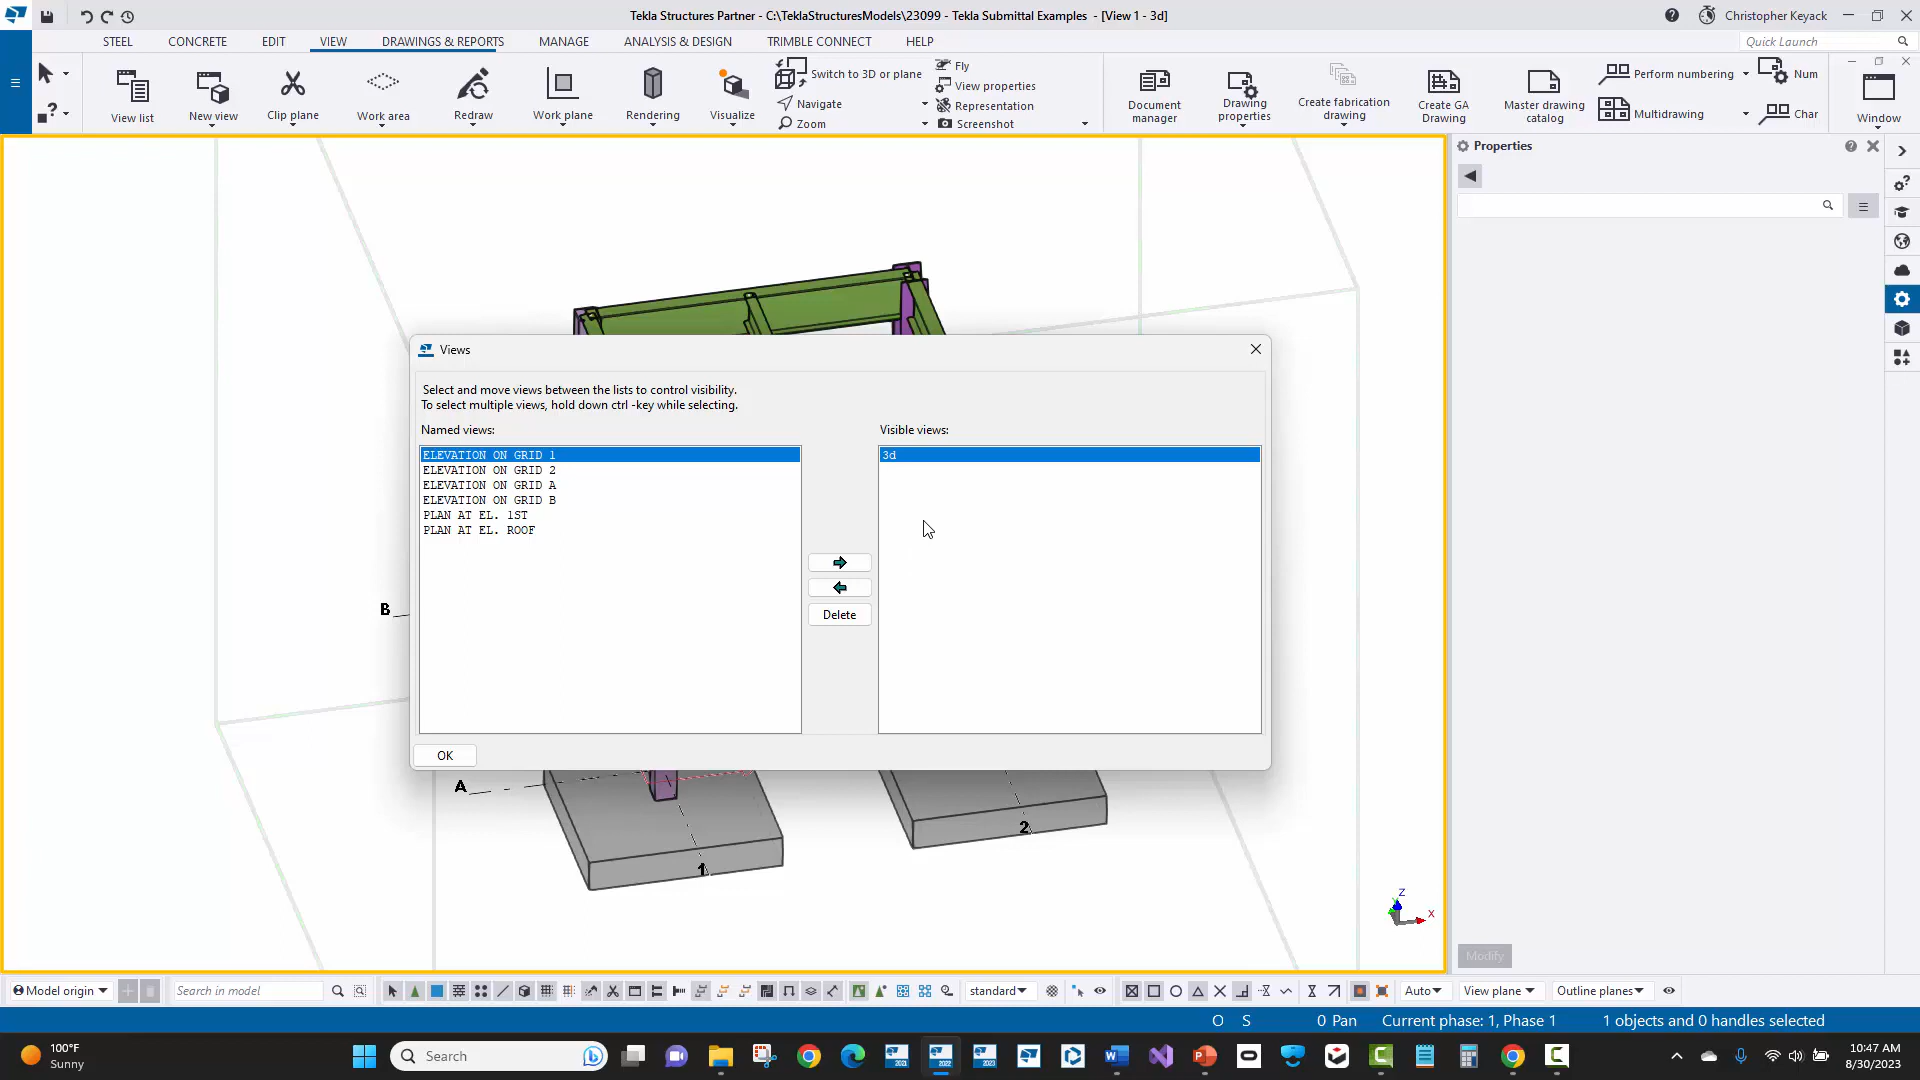 Tekla Structures Partner - C:\TeklaStructuresModels\23099 - Tekla Submittal Examples - [View 1 - 3d]
Christopher Keyack
STEEL CONCRETE EDIT VIEW DRAWINGS & REPORTS MANAGE ANALYSIS & DESIGN TRIMBLE CONNECT HELP
Quick Launch
View list
New view
Clip plane
Work area
Redraw
Work plane
Rendering
Visualize
Switch to 3D or plane
Navigate
Zoom
Fly
View properties
Representation
Screenshot
Document manager
Drawing properties
Create fabrication drawing
Create GA Drawing
Master drawing catalog
Perform numbering
Multidrawing
Num
Char
Window
Properties
Views
Select and move views between the lists to control visibility.
To select multiple views, hold down ctrl -key while selecting.
Named views:
Visible views:
ELEVATION ON GRID 1
ELEVATION ON GRID 2
ELEVATION ON GRID A
ELEVATION ON GRID B
PLAN AT EL. 1ST
PLAN AT EL. ROOF
3d
Delete
OK
B
A
1
2
Z
X
Modify
Model origin
Search in model
standard
Auto
View plane
Outline planes
O S 0 Pan Current phase: 1, Phase 1 1 objects and 0 handles selected
100°F
Sunny
Search
2021
2022
2023
10:47 AM
8/30/2023